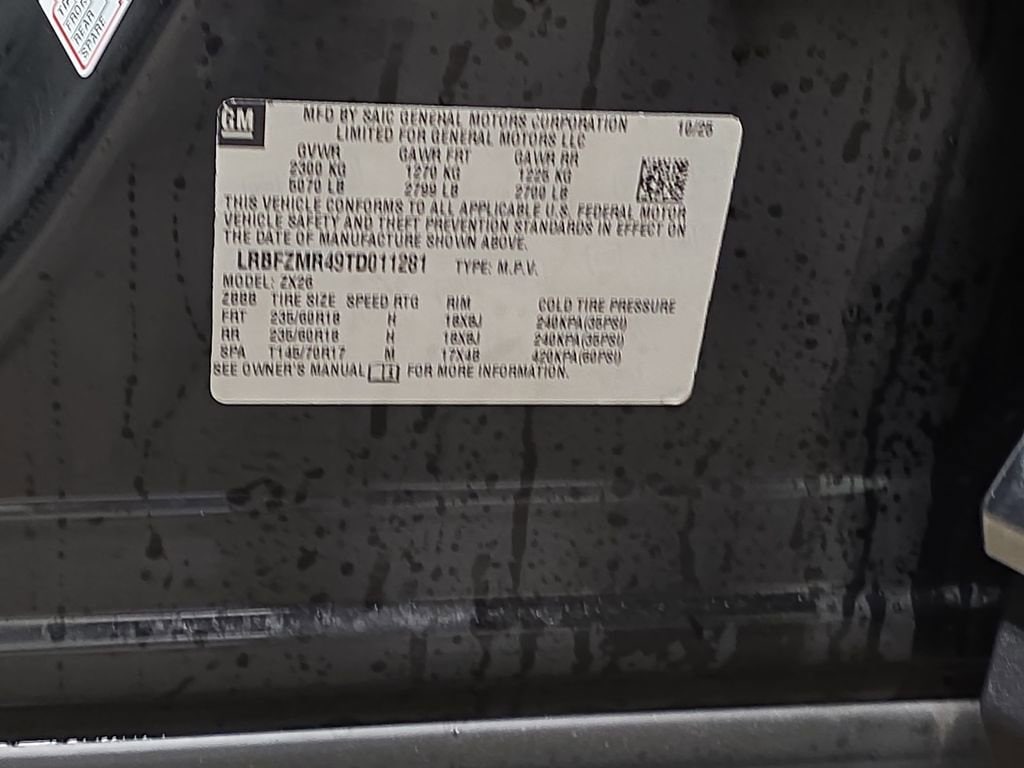 REAR
SPARE
GM
MFD BY SAIC GENERAL MOTORS CORPORATION 10/25
LIMITED FOR GENERAL MOTORS LLC
GVWR GAWR FRT GAWR RR
2300 KG 1270 KG 1225 KG
5070 LB 2799 LB 2700 LB
THIS VEHICLE CONFORMS TO ALL APPLICABLE U.S. FEDERAL MOTOR
VEHICLE SAFETY AND THEFT PREVENTION STANDARDS IN EFFECT ON
THE DATE OF MANUFACTURE SHOWN ABOVE.
LRBFZMR49TD011281 TYPE: M.P.V.
MODEL: ZX26
ZBBB TIRE SIZE SPEED RTG RIM COLD TIRE PRESSURE
FRT 235/60R18 H 18X8J 240KPA(35PSI)
RR 235/60R18 H 18X8J 240KPA(35PSI)
SPA T145/70R17 M 17X4B 420KPA(60PSI)
SEE OWNER'S MANUAL FOR MORE INFORMATION.